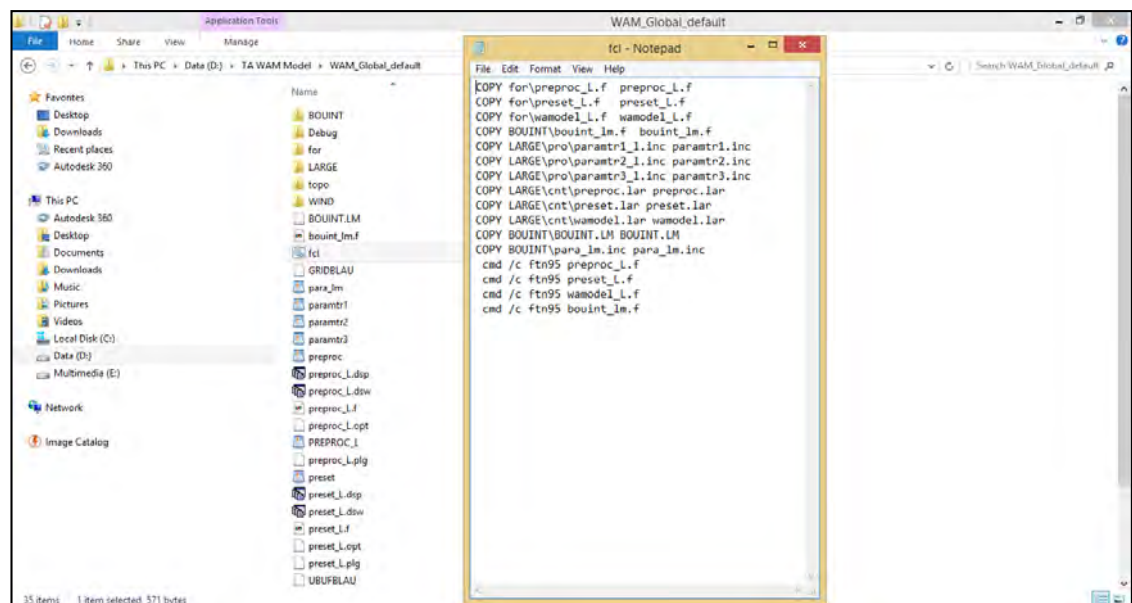 Application Tools
WAM_Global_default
File Home Share View Manage
This PC Data (D:) TA WAM Model WAM_Global_default
Search WAM_Global_default
Favorites
Desktop
Downloads
Recent places
Autodesk 360
This PC
Autodesk 360
Desktop
Documents
Downloads
Music
Pictures
Videos
Local Disk (C:)
Data (D:)
Multimedia (E:)
Network
Image Catalog
Name
BOUINT
Debug
for
LARGE
topo
WIND
BOUINT.LM
bouint_lm.f
fcl
GRIDBLAU
para_lm
paramtr1
paramtr2
paramtr3
preproc
preproc_L.dsp
preproc_L.dsw
preproc_L.f
preproc_L.opt
PREPROC_L
preproc_L.plg
preset
preset_L.dsp
preset_L.dsw
preset_L.f
preset_L.opt
preset_L.plg
UBUFBLAU
35 items 1 item selected 571 bytes
fcl - Notepad
File Edit Format View Help
COPY for\preproc_L.f preproc_L.f
COPY for\preset_L.f preset_L.f
COPY for\wamodel_L.f wamodel_L.f
COPY BOUINT\bouint_lm.f bouint_lm.f
COPY LARGE\pro\paramtr1_l.inc paramtr1.inc
COPY LARGE\pro\paramtr2_l.inc paramtr2.inc
COPY LARGE\pro\paramtr3_l.inc paramtr3.inc
COPY LARGE\cnt\preproc.lar preproc.lar
COPY LARGE\cnt\preset.lar preset.lar
COPY LARGE\cnt\wamodel.lar wamodel.lar
COPY BOUINT\BOUINT.LM BOUINT.LM
COPY BOUINT\para_lm.inc para_lm.inc
cmd /c ftn95 preproc_L.f
cmd /c ftn95 preset_L.f
cmd /c ftn95 wamodel_L.f
cmd /c ftn95 bouint_lm.f